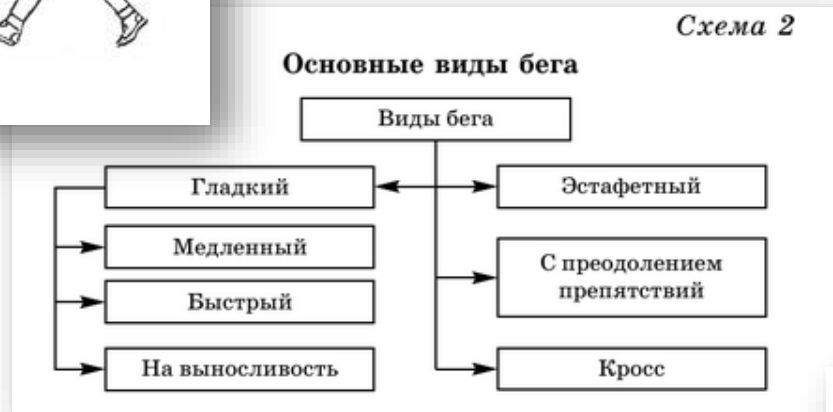 Схема 2
Основные виды бега
Виды бега
Гладкий
Эстафетный
Медленный
С преодолением
препятствий
Быстрый
На выносливость
Кросс